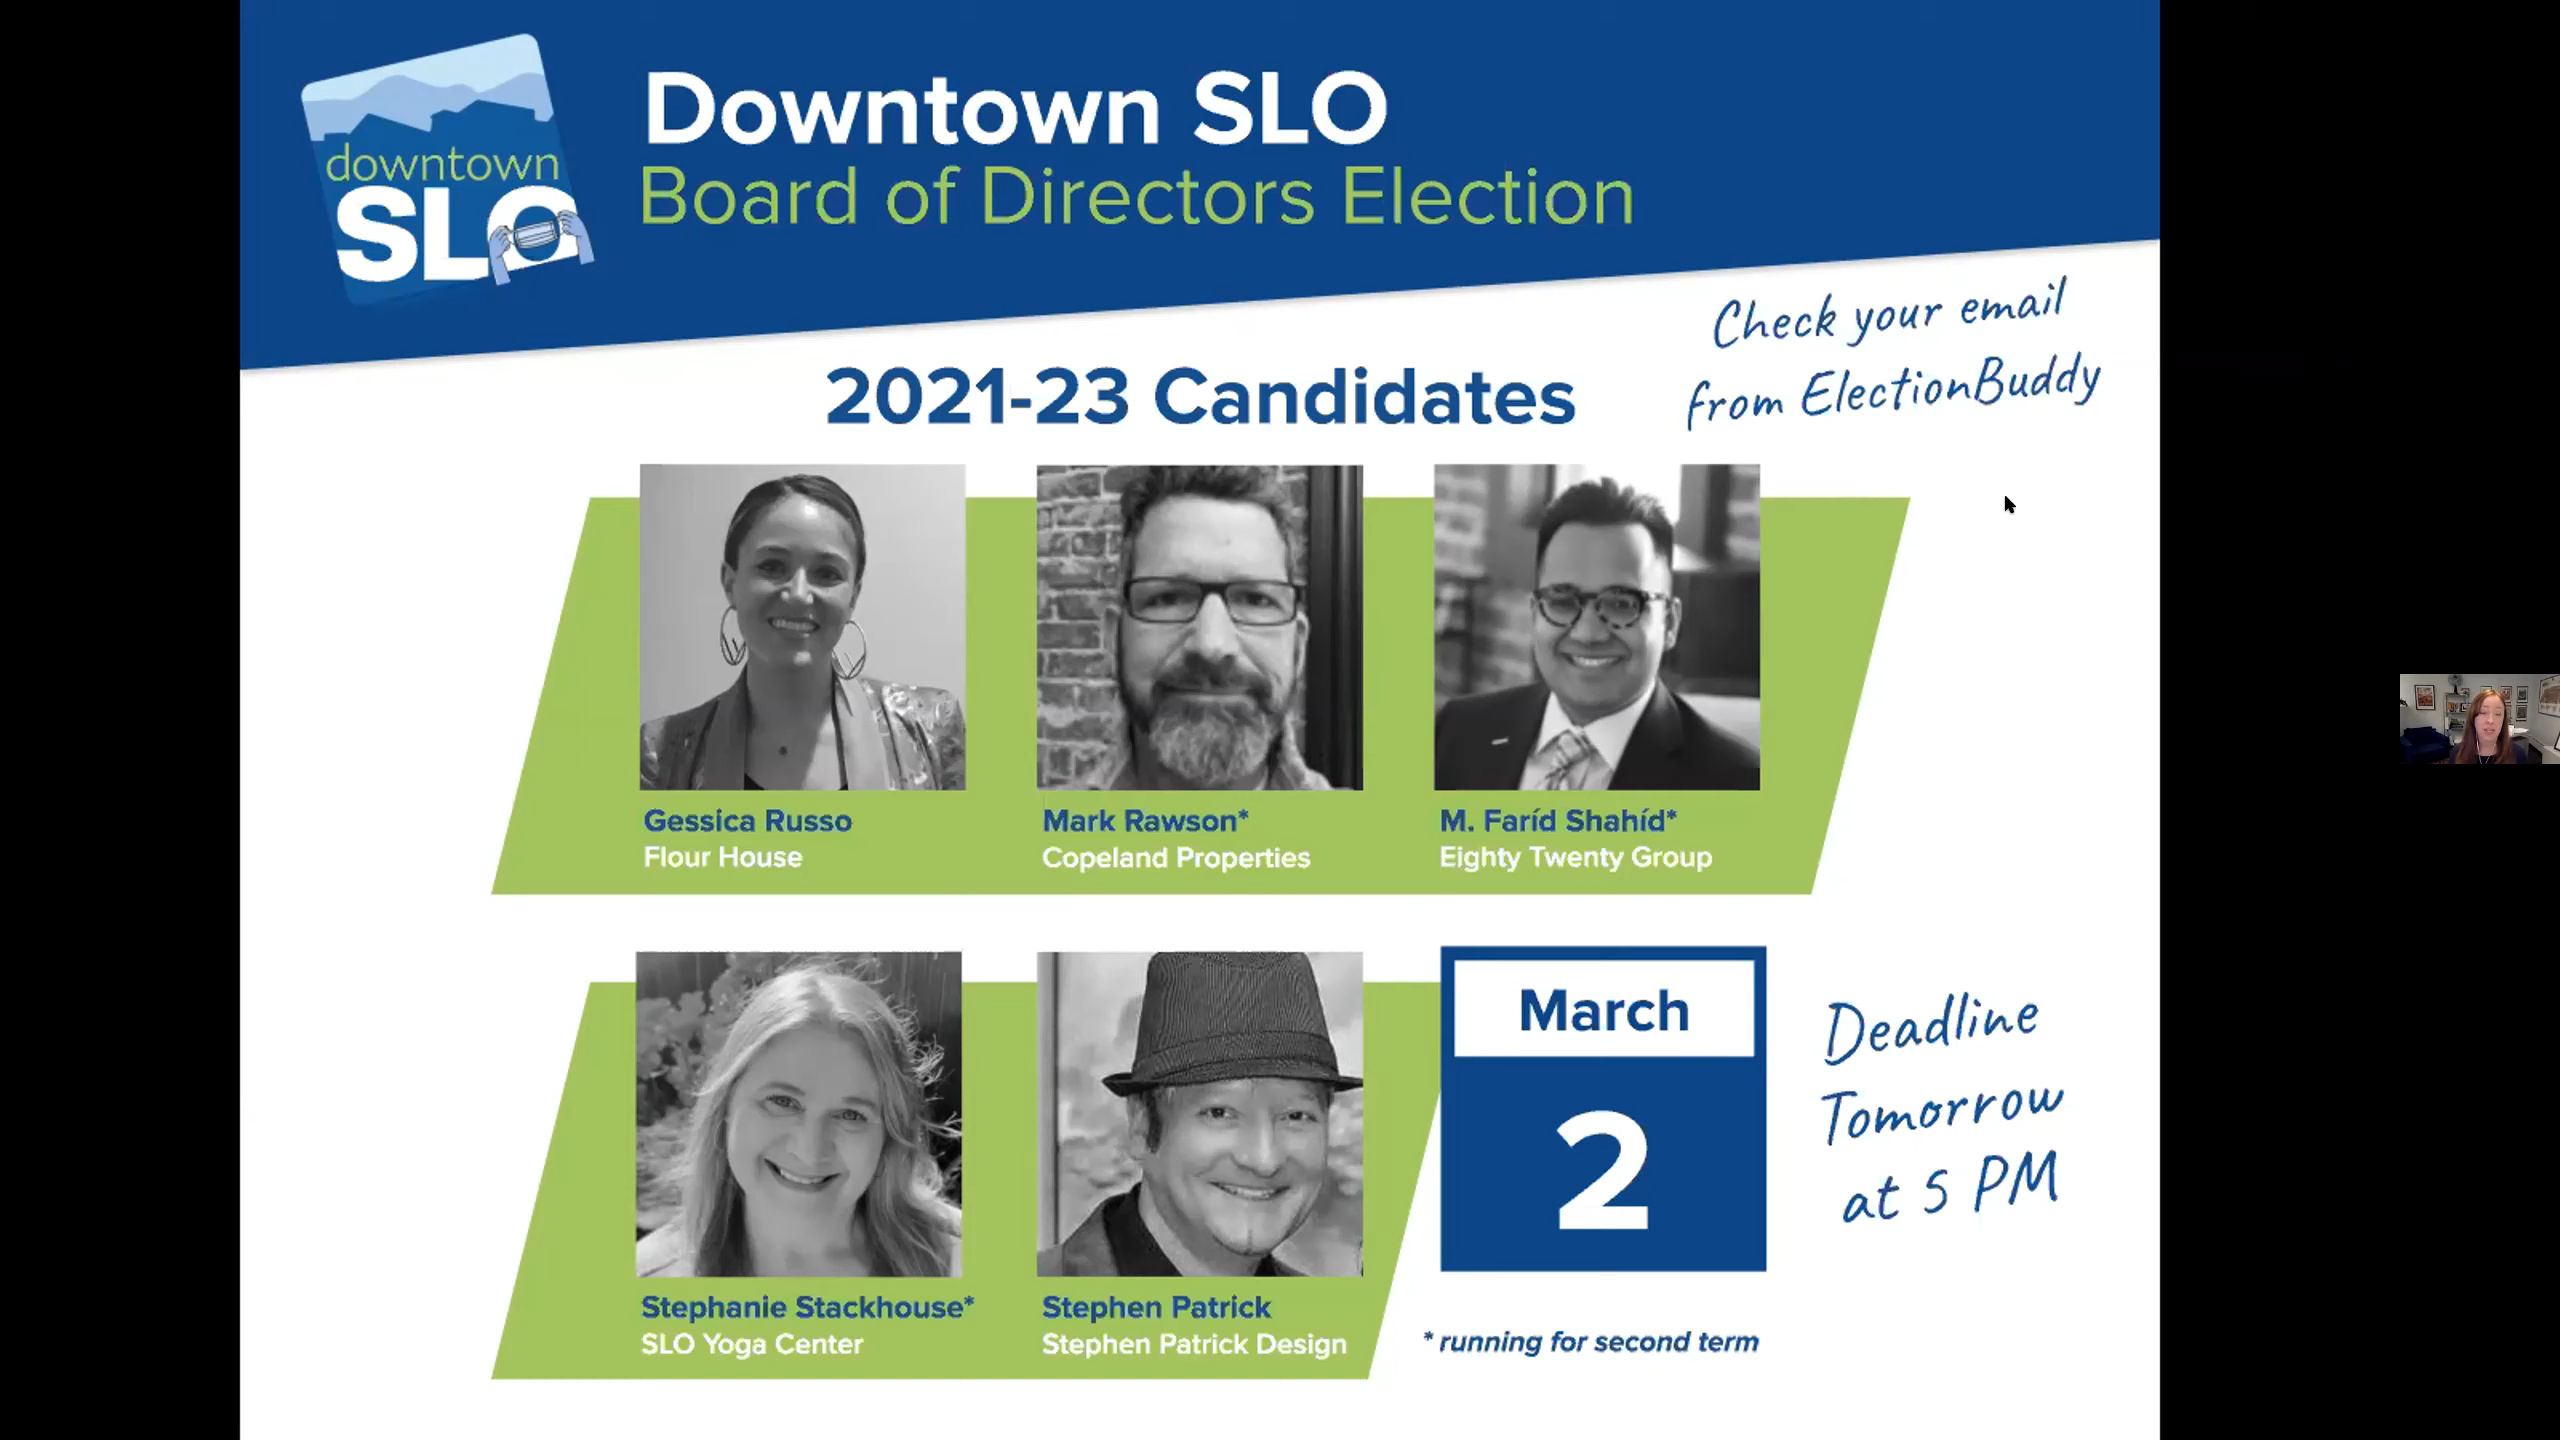 downtown
SLO
Downtown SLO
Board of Directors Election
Check your email
from ElectionBuddy
2021-23 Candidates
Gessica Russo
Flour House
Mark Rawson*
Copeland Properties
M. Faríd Shahíd*
Eighty Twenty Group
Stephanie Stackhouse*
SLO Yoga Center
Stephen Patrick
Stephen Patrick Design
March
2
Deadline
Tomorrow
at 5 PM
* running for second term